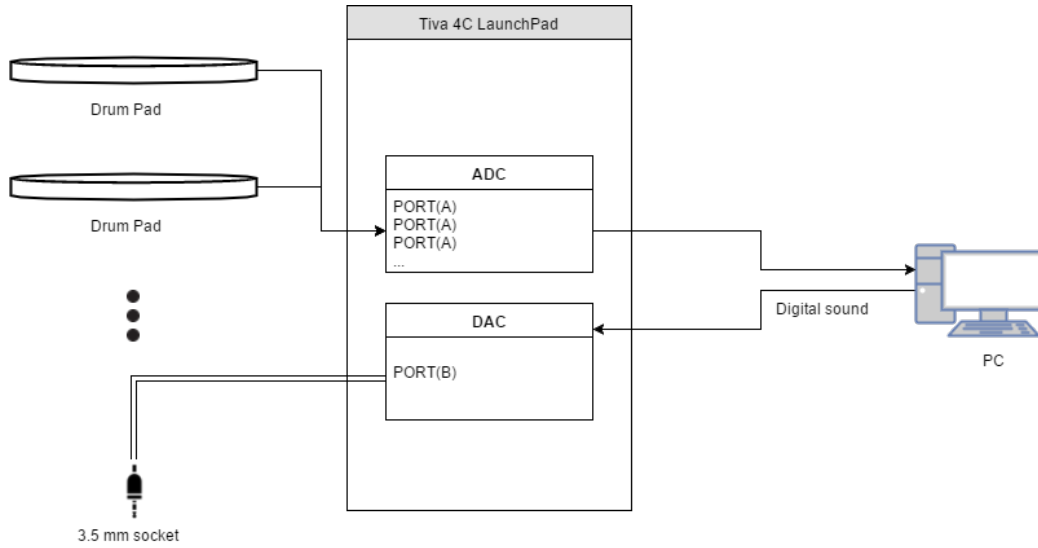 Tiva 4C LaunchPad
Drum Pad
Drum Pad
ADC
PORT(A)
PORT(A)
PORT(A)
...
DAC
PORT(B)
Digital sound
PC
3.5 mm socket